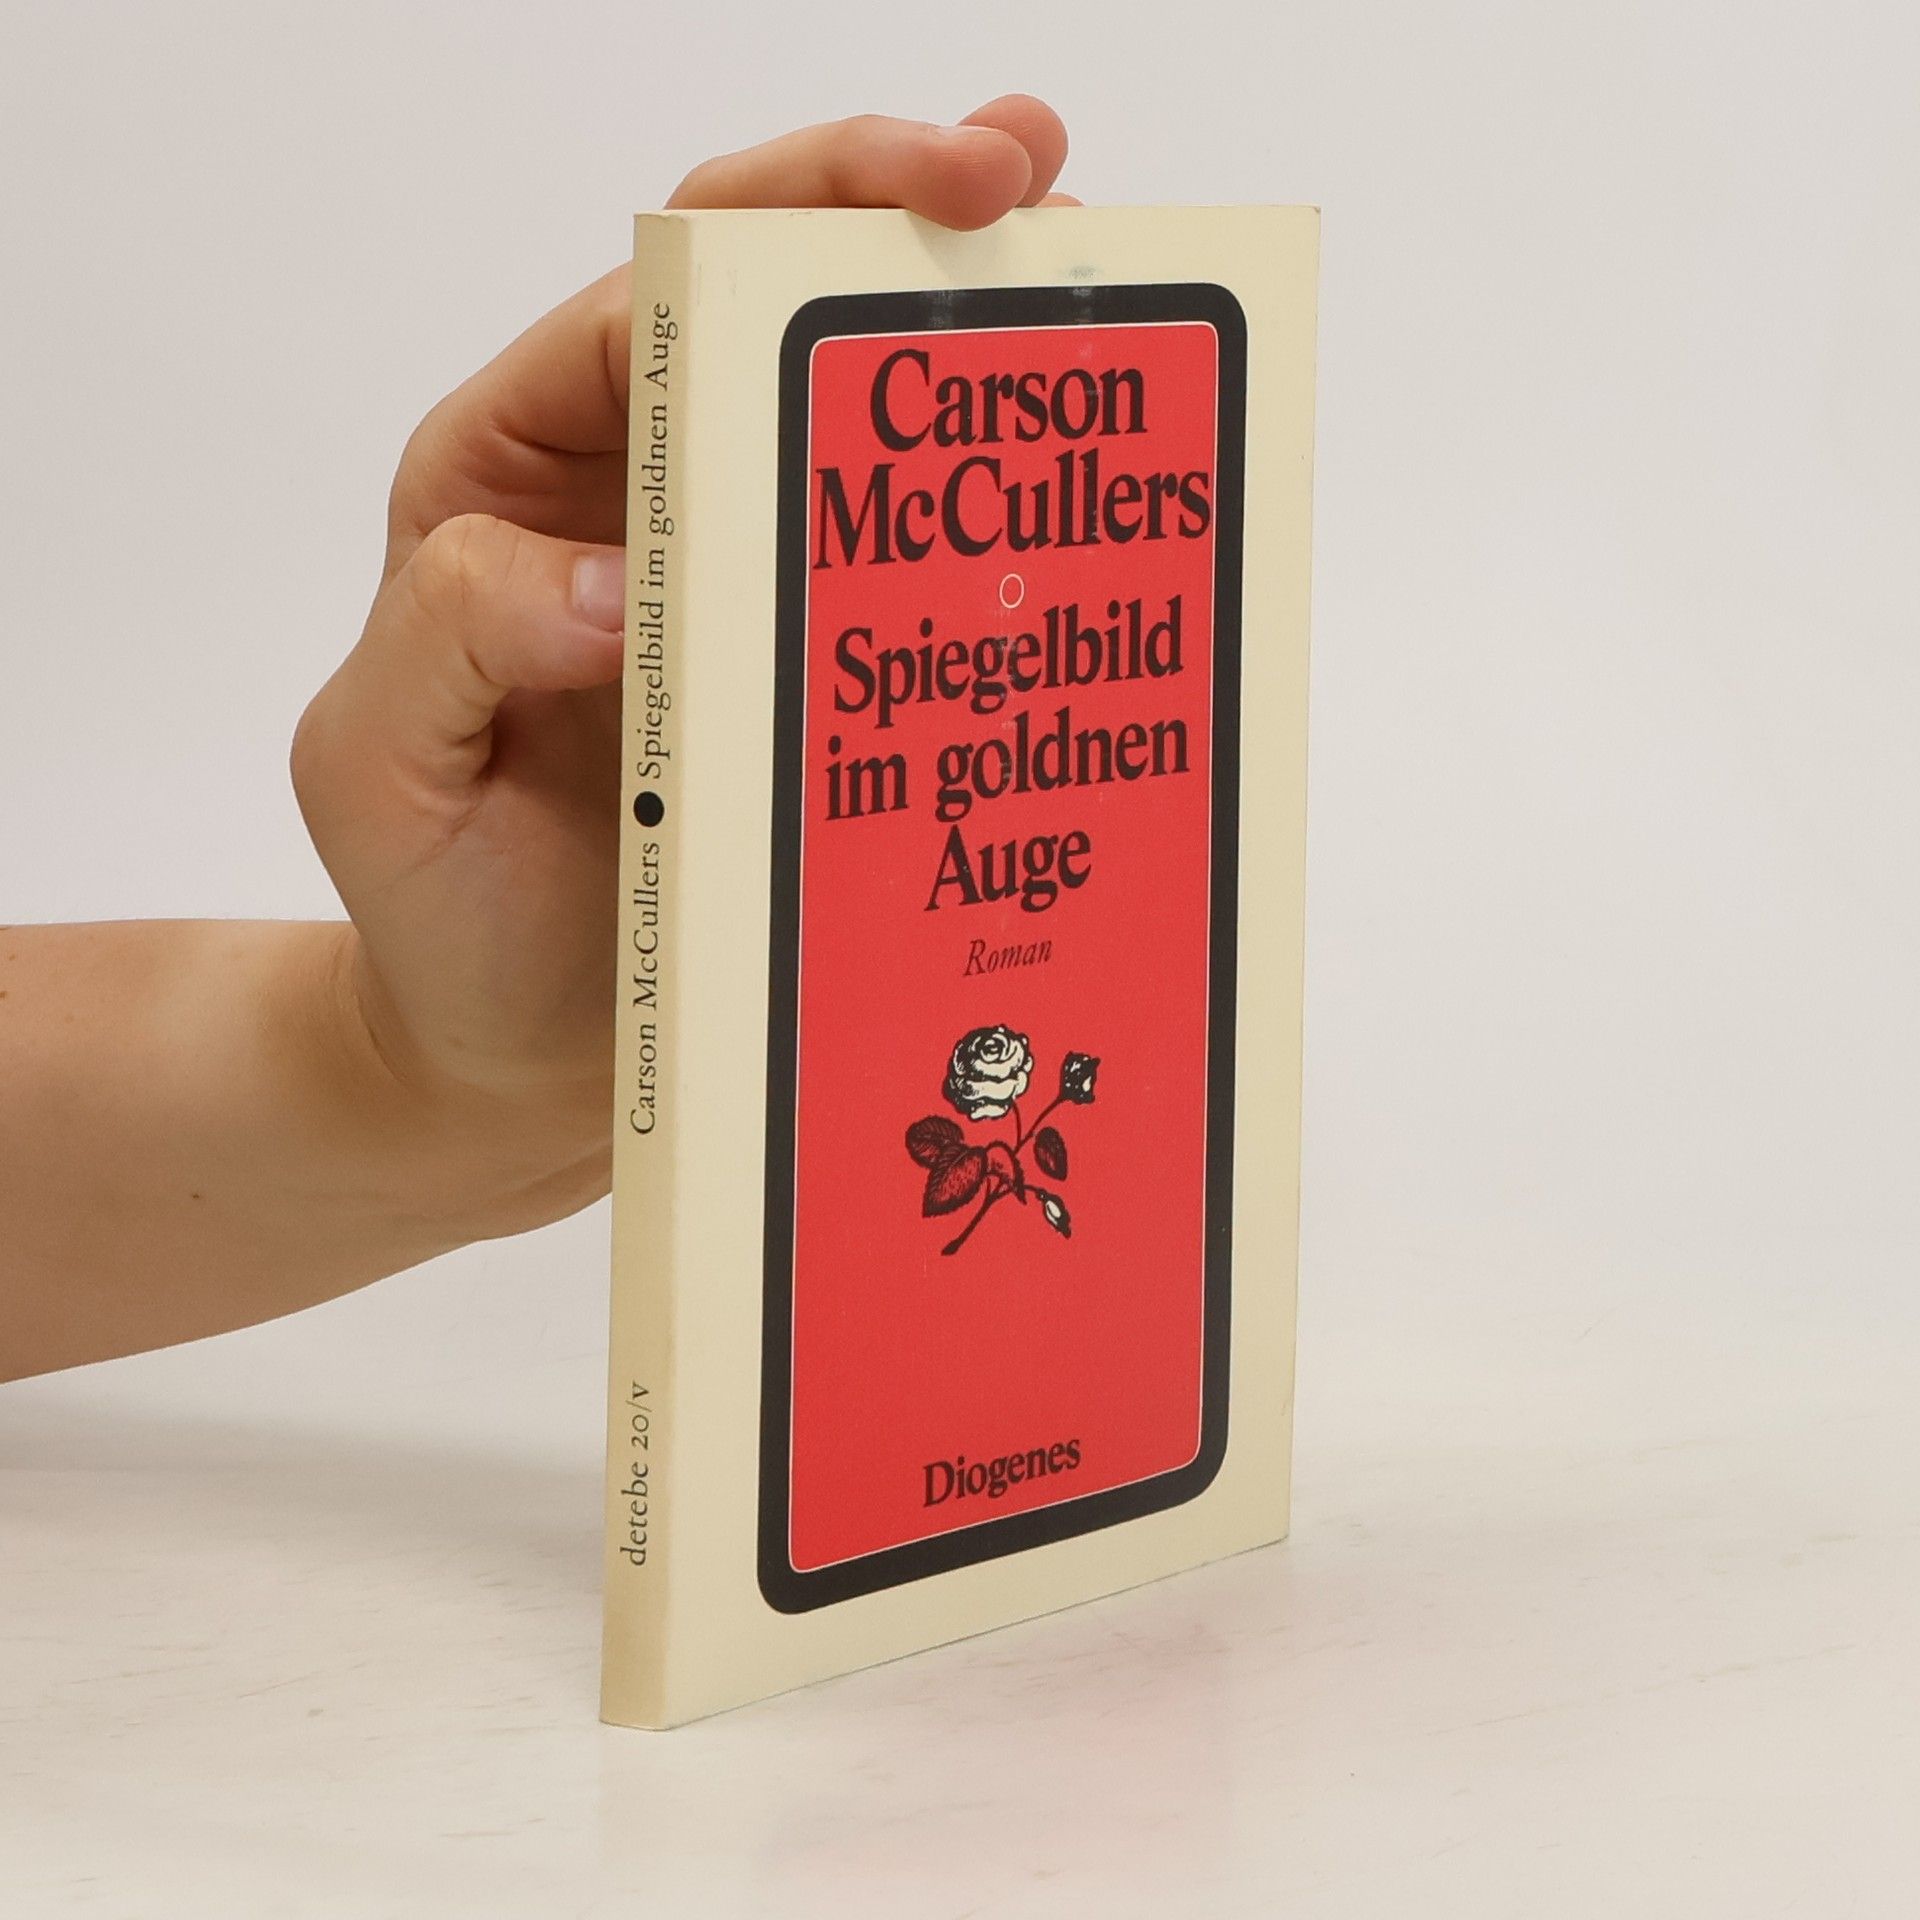 Carson
McCullers
Spiegelbild
im goldnen
Auge
Roman
Diogenes
Carson McCullers ● Spiegelbild im goldnen Auge
detebe 20/v